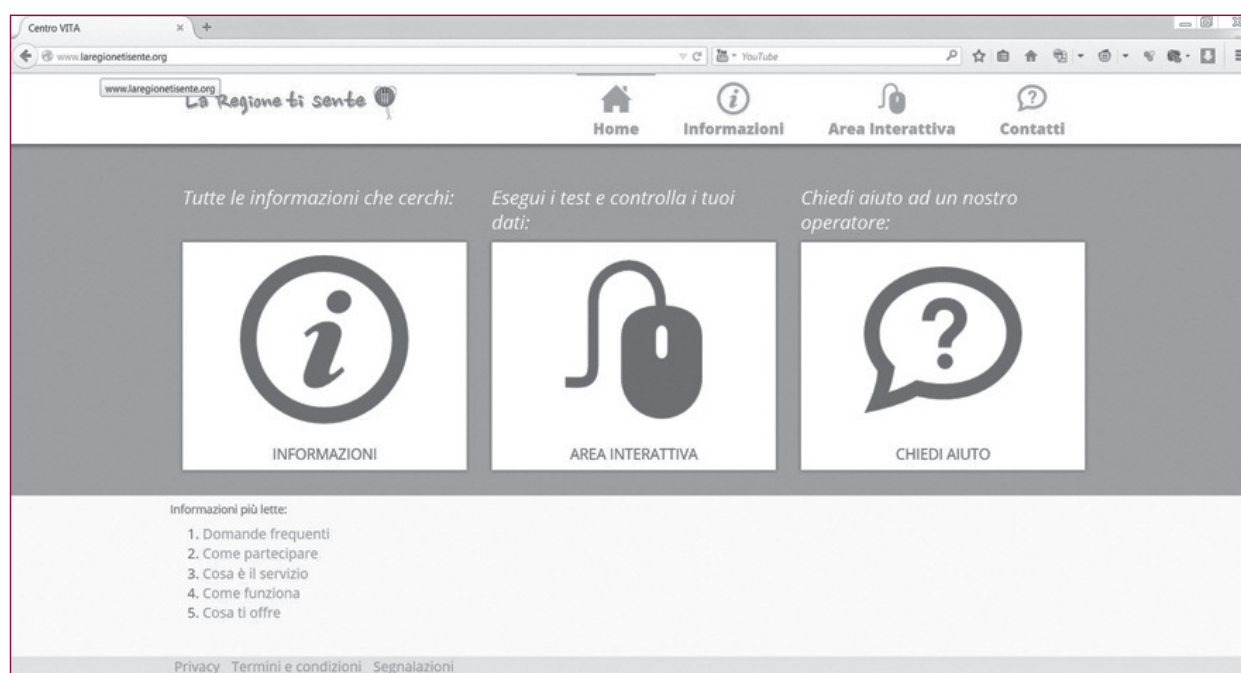 Centro VITA
www.laregionetisente.org
YouTube
www.laregionetisente.org
La Regione ti sente
Home Informazioni Area Interattiva Contatti
Tutte le informazioni che cerchi:
Esegui i test e controlla i tuoi
dati:
Chiedi aiuto ad un nostro
operatore:
INFORMAZIONI
AREA INTERATTIVA
CHIEDI AIUTO
Informazioni più lette:
1. Domande frequenti
2. Come partecipare
3. Cosa è il servizio
4. Come funziona
5. Cosa ti offre
Privacy Termini e condizioni Segnalazioni